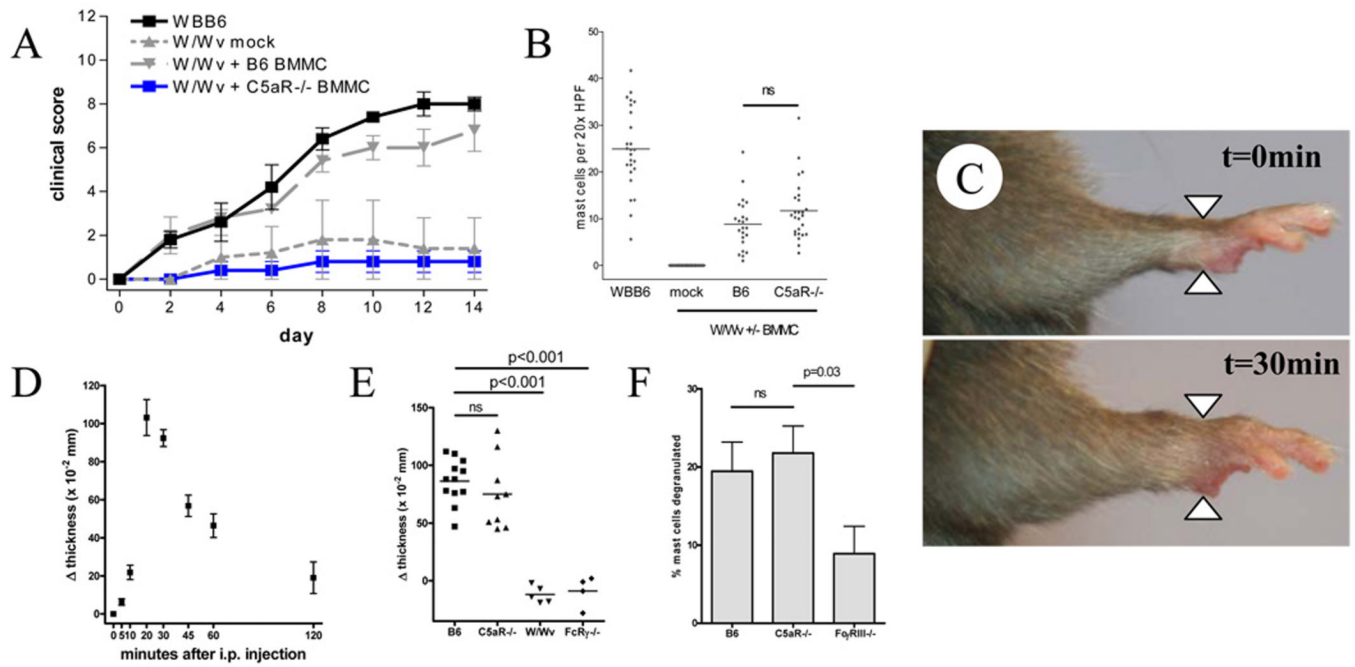 A
12
10
8
6
4
2
0
clinical score
WBB6
W/Wv mock
W/Wv + B6 BMMC
W/Wv + C5aR-/- BMMC
0 2 4 6 8 10 12 14
day
B
50
40
30
20
10
0
mast cells per 20x HPF
ns
WBB6 mock B6 C5aR-/-
W/Wv +/- BMMC
C
t=0min
t=30min
D
120
100
80
60
40
20
0
Δ thickness (x 10⁻² mm)
0 5 10 20 30 45 60 120
minutes after i.p. injection
E
p<0.001
p<0.001
ns
150
100
50
0
Δ thickness (x 10⁻² mm)
B6 C5aR-/- W/Wv FcRγ-/-
F
p=0.03
ns
30
20
10
0
% mast cells degranulated
B6 C5aR-/- FcγRIII-/-